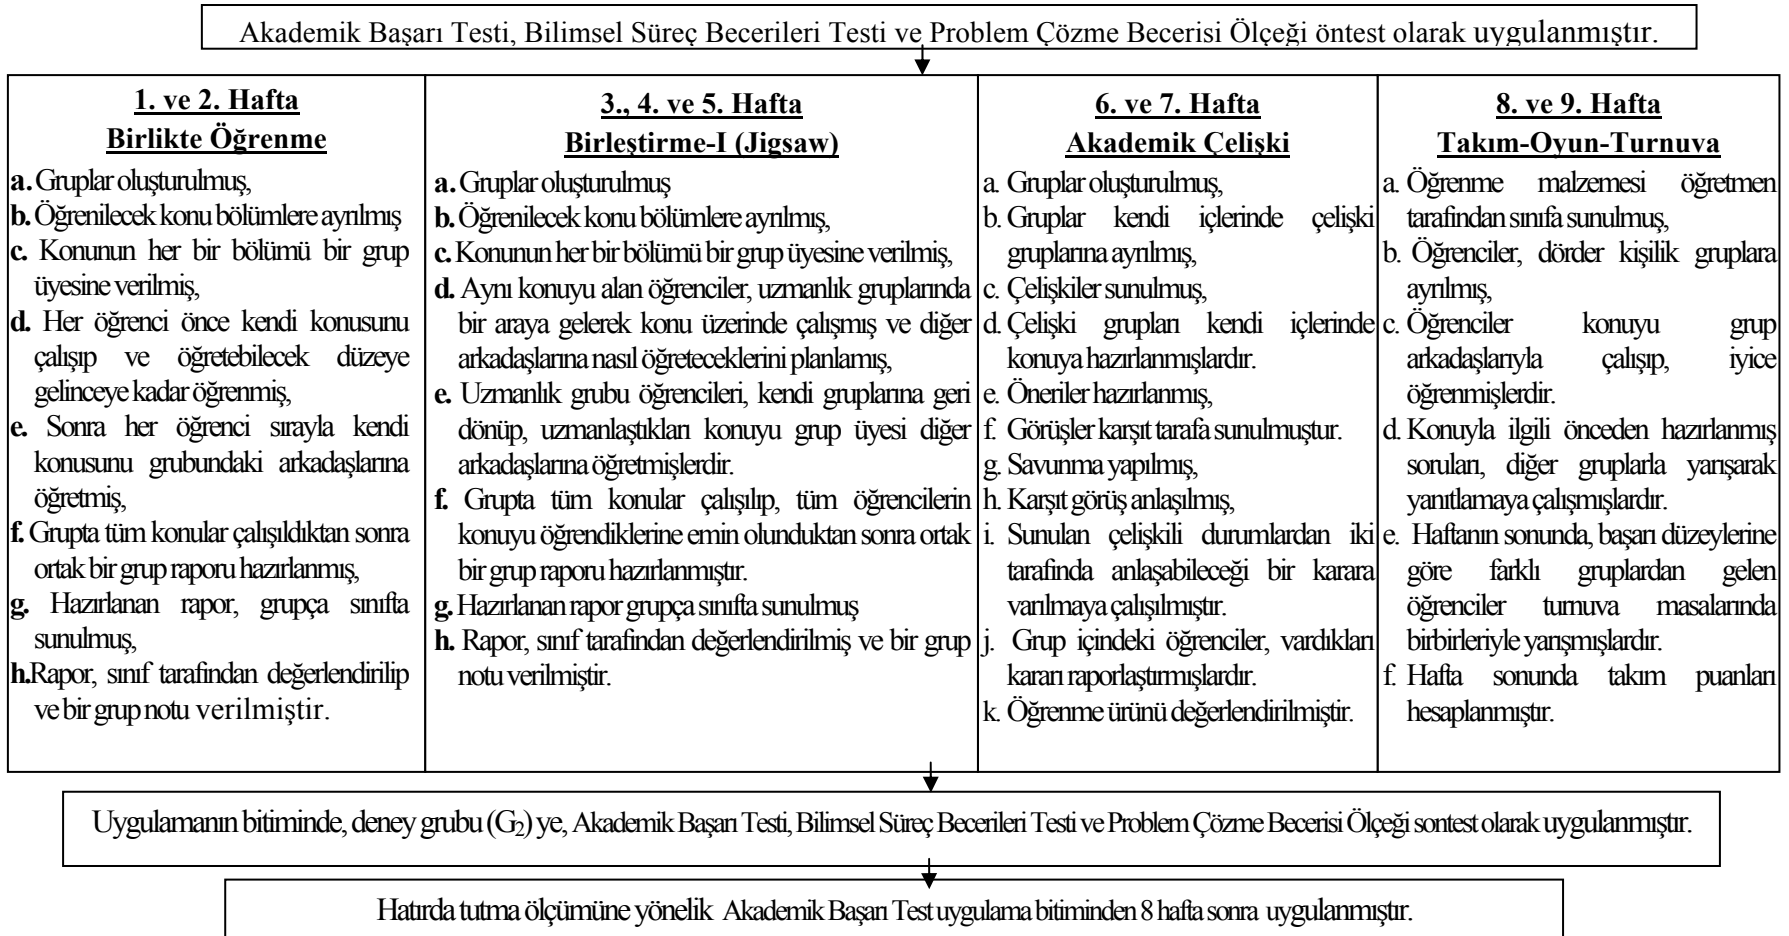 Akademik Başarı Testi, Bilimsel Süreç Becerileri Testi ve Problem Çözme Becerisi Ölçeği öntest olarak uygulanmıştır.
1. ve 2. Hafta
Birlikte Öğrenme
a. Gruplar oluşturulmuş,
b. Öğrenilecek konu bölümlere ayrılmış
c. Konunun her bir bölümü bir grup
üyesine verilmiş,
d. Her öğrenci önce kendi konusunu
çalışıp ve öğretebilecek düzeye
gelinceye kadar öğrenmiş,
e. Sonra her öğrenci sırayla kendi
konusunu grubundaki arkadaşlarına
öğretmiş,
f. Grupta tüm konular çalışıldıktan sonra
ortak bir grup raporu hazırlanmış,
g. Hazırlanan rapor, grupça sınıfta
sunulmuş,
h.Rapor, sınıf tarafından değerlendirilip
ve bir grup notu verilmiştir.
3., 4. ve 5. Hafta
Birleştirme-I (Jigsaw)
a. Gruplar oluşturulmuş
b. Öğrenilecek konu bölümlere ayrılmış,
c. Konunun her bir bölümü bir grup üyesine verilmiş,
d. Aynı konuyu alan öğrenciler, uzmanlık gruplarında
bir araya gelerek konu üzerinde çalışmış ve diğer
arkadaşlarına nasıl öğreteceklerini planlamış,
e. Uzmanlık grubu öğrencileri, kendi gruplarına geri
dönüp, uzmanlaştıkları konuyu grup üyesi diğer
arkadaşlarına öğretmişlerdir.
f. Grupta tüm konular çalışılıp, tüm öğrencilerin
konuyu öğrendiklerine emin olunduktan sonra ortak
bir grup raporu hazırlanmıştır.
g. Hazırlanan rapor grupça sınıfta sunulmuş
h. Rapor, sınıf tarafından değerlendirilmiş ve bir grup
notu verilmiştir.
6. ve 7. Hafta
Akademik Çelişki
a. Gruplar oluşturulmuş,
b. Gruplar kendi içlerinde çelişki
gruplarına ayrılmış,
c. Çelişkiler sunulmuş,
d. Çelişki grupları kendi içlerinde
konuya hazırlanmışlardır.
e. Öneriler hazırlanmış,
f. Görüşler karşıt tarafa sunulmuştur.
g. Savunma yapılmış,
h. Karşıt görüş anlaşılmış,
i. Sunulan çelişkili durumlardan iki
tarafında anlaşabileceği bir karara
varılmaya çalışılmıştır.
j. Grup içindeki öğrenciler, vardıkları
kararı raporlaştırmışlardır.
k. Öğrenme ürünü değerlendirilmiştir.
8. ve 9. Hafta
Takım-Oyun-Turnuva
a. Öğrenme malzemesi öğretmen
tarafından sınıfa sunulmuş,
b. Öğrenciler, dörder kişilik gruplara
ayrılmış,
c. Öğrenciler konuyu grup
arkadaşlarıyla çalışıp, iyice
öğrenmişlerdir.
d. Konuyla ilgili önceden hazırlanmış
soruları, diğer gruplarla yarışarak
yanıtlamaya çalışmışlardır.
e. Haftanın sonunda, başarı düzeylerine
göre farklı gruplardan gelen
öğrenciler turnuva masalarında
birbirleriyle yarışmışlardır.
f. Hafta sonunda takım puanları
hesaplanmıştır.
Uygulamanın bitiminde, deney grubu (G₂) ye, Akademik Başarı Testi, Bilimsel Süreç Becerileri Testi ve Problem Çözme Becerisi Ölçeği sontest olarak uygulanmıştır.
Hatırda tutma ölçümüne yönelik Akademik Başarı Test uygulama bitiminden 8 hafta sonra uygulanmıştır.